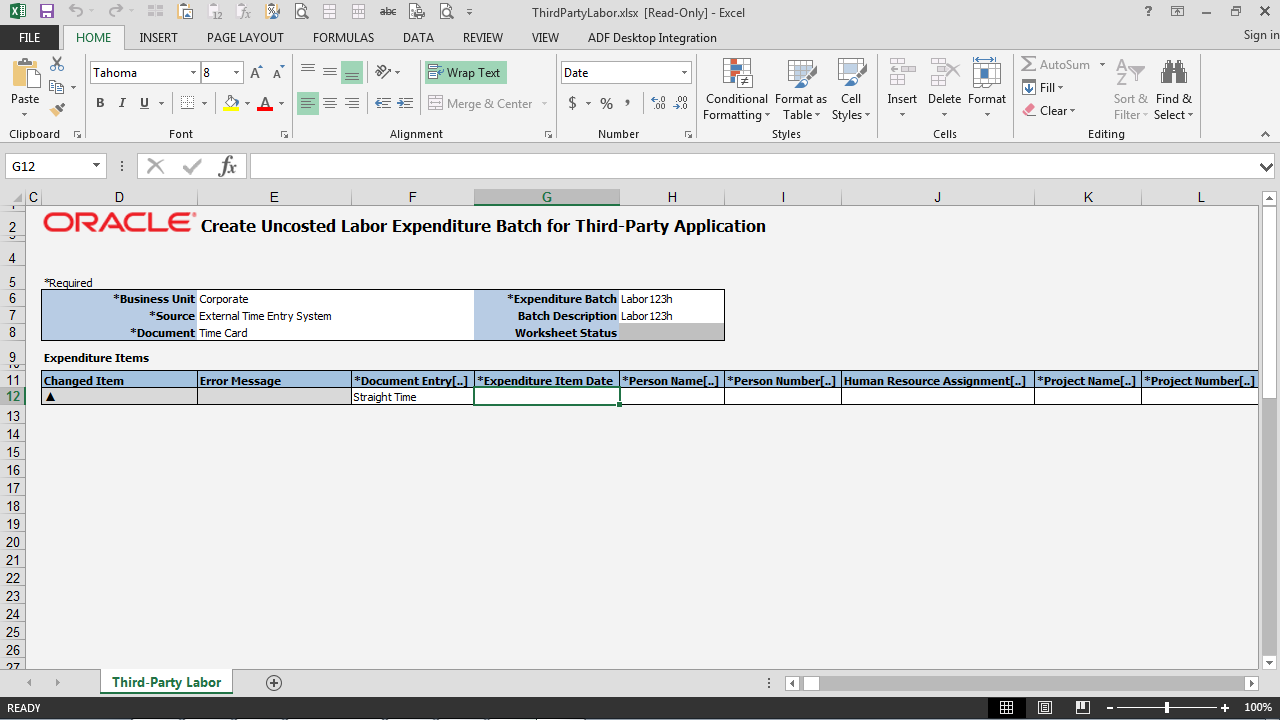 ThirdPartyLabor.xlsx [Read-Only] - Excel
FILE HOME INSERT PAGE LAYOUT FORMULAS DATA REVIEW VIEW ADF Desktop Integration Sign in
Tahoma 8 Wrap Text Date AutoSum
Paste B I U Merge & Center $ % , Conditional Formatting Format as Table Cell Styles Insert Delete Format Fill Clear Sort & Filter Find & Select
Clipboard Font Alignment Number Styles Cells Editing
G12 fx
C D E F G H I J K L
2 ORACLE Create Uncosted Labor Expenditure Batch for Third-Party Application
4
5 *Required
6 *Business Unit Corporate *Expenditure Batch Labor123h
7 *Source External Time Entry System Batch Description Labor123h
8 *Document Time Card Worksheet Status
9 Expenditure Items
11 Changed Item Error Message *Document Entry[..] *Expenditure Item Date *Person Name[..] *Person Number[..] Human Resource Assignment[..] *Project Name[..] *Project Number[..]
12 ▲ Straight Time
13
14
15
16
17
18
19
20
21
22
23
24
25
26
27
Third-Party Labor
READY 100%